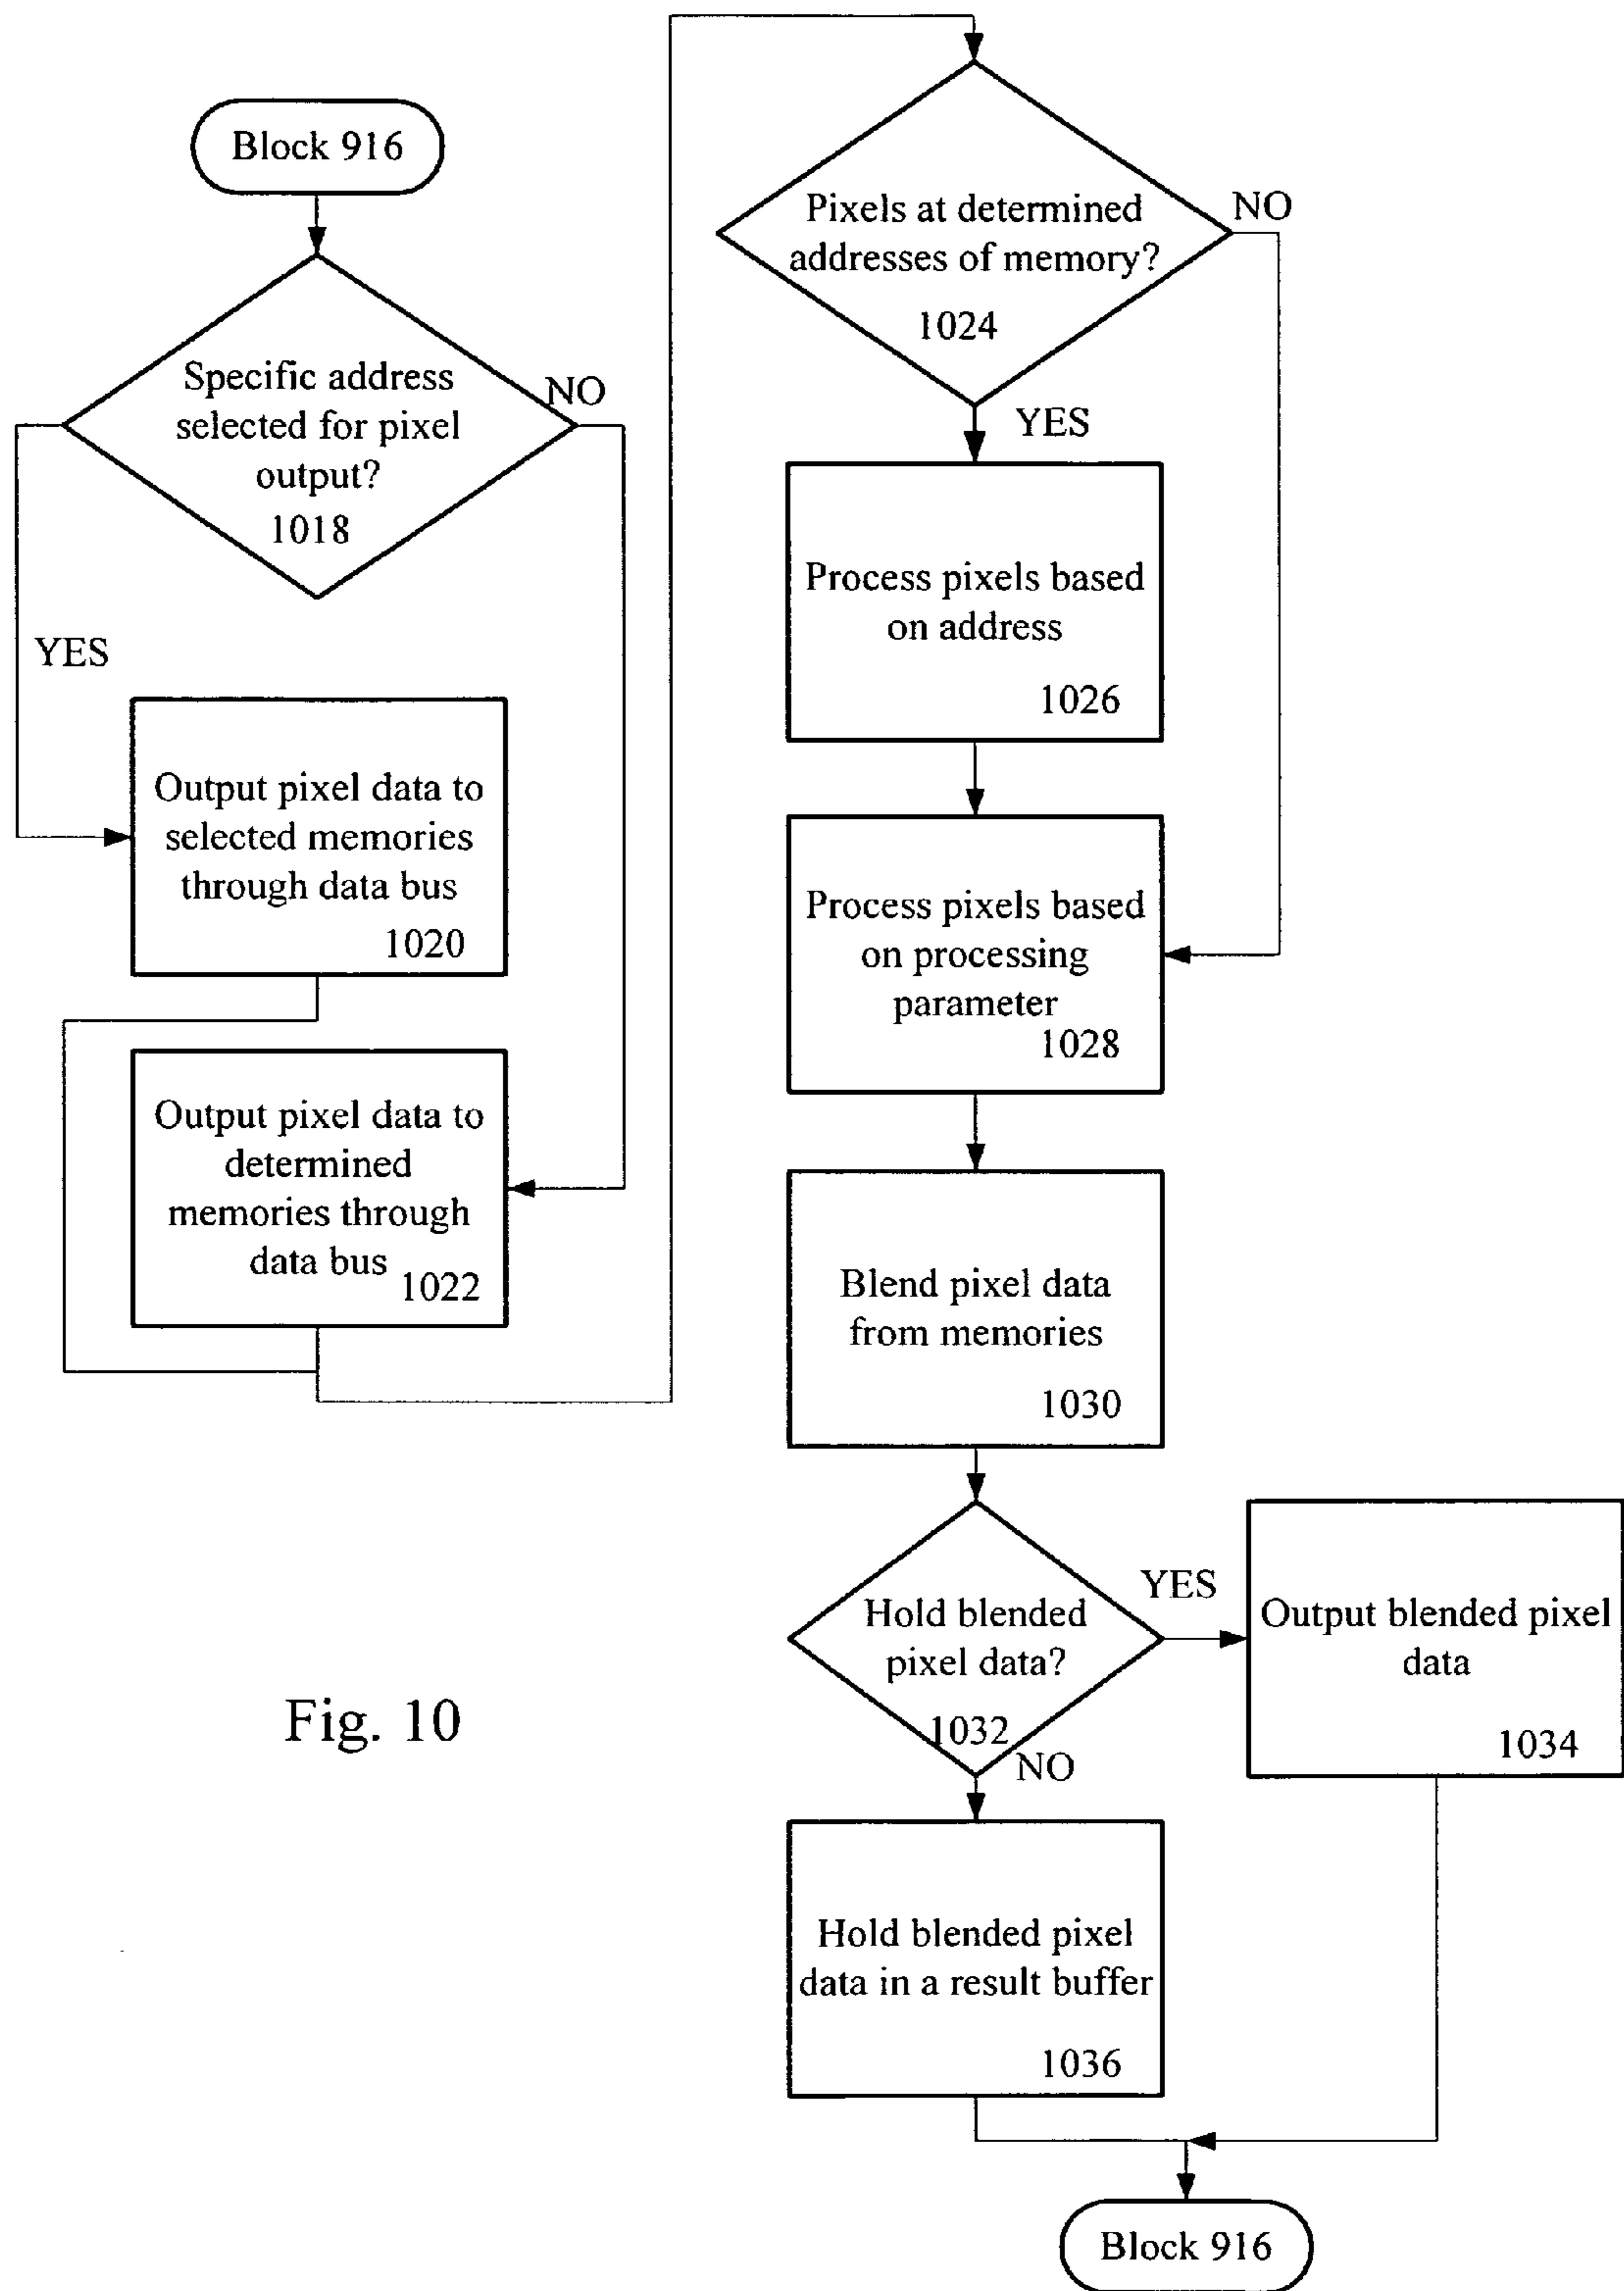 Block 916
Specific address
selected for pixel
output?
1018
NO
YES
Output pixel data to
selected memories
through data bus
1020
Output pixel data to
determined
memories through
data bus
1022
Pixels at determined
addresses of memory?
1024
NO
YES
Process pixels based
on address
1026
Process pixels based
on processing
parameter
1028
Blend pixel data
from memories
1030
Hold blended
pixel data?
1032
YES
NO
Output blended pixel
data
1034
Hold blended pixel
data in a result buffer
1036
Block 916
Fig. 10